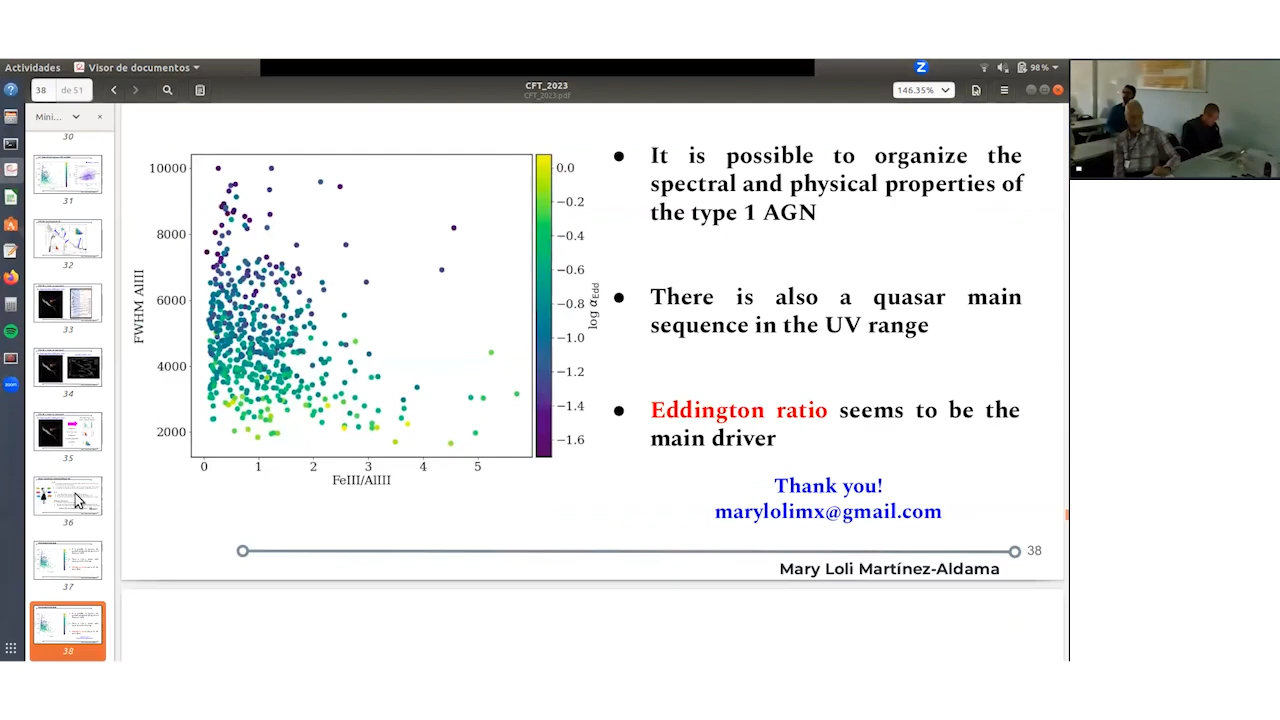 Actividades
Visor de documentos
98%
38
de 51
CFT_2023
CFT_2023.pdf
146.35%
Mini...
30
31
32
33
34
35
36
37
38
10000
8000
6000
4000
2000
FWHM AlIII
0
1
2
3
4
5
FeIII/AlIII
0.0
−0.2
−0.4
−0.6
−0.8
−1.0
−1.2
−1.4
−1.6
log αEdd
● It is possible to organize the
spectral and physical properties of
the type 1 AGN
● There is also a quasar main
sequence in the UV range
● Eddington ratio seems to be the
main driver
Thank you!
marylolimx@gmail.com
38
Mary Loli Martínez-Aldama